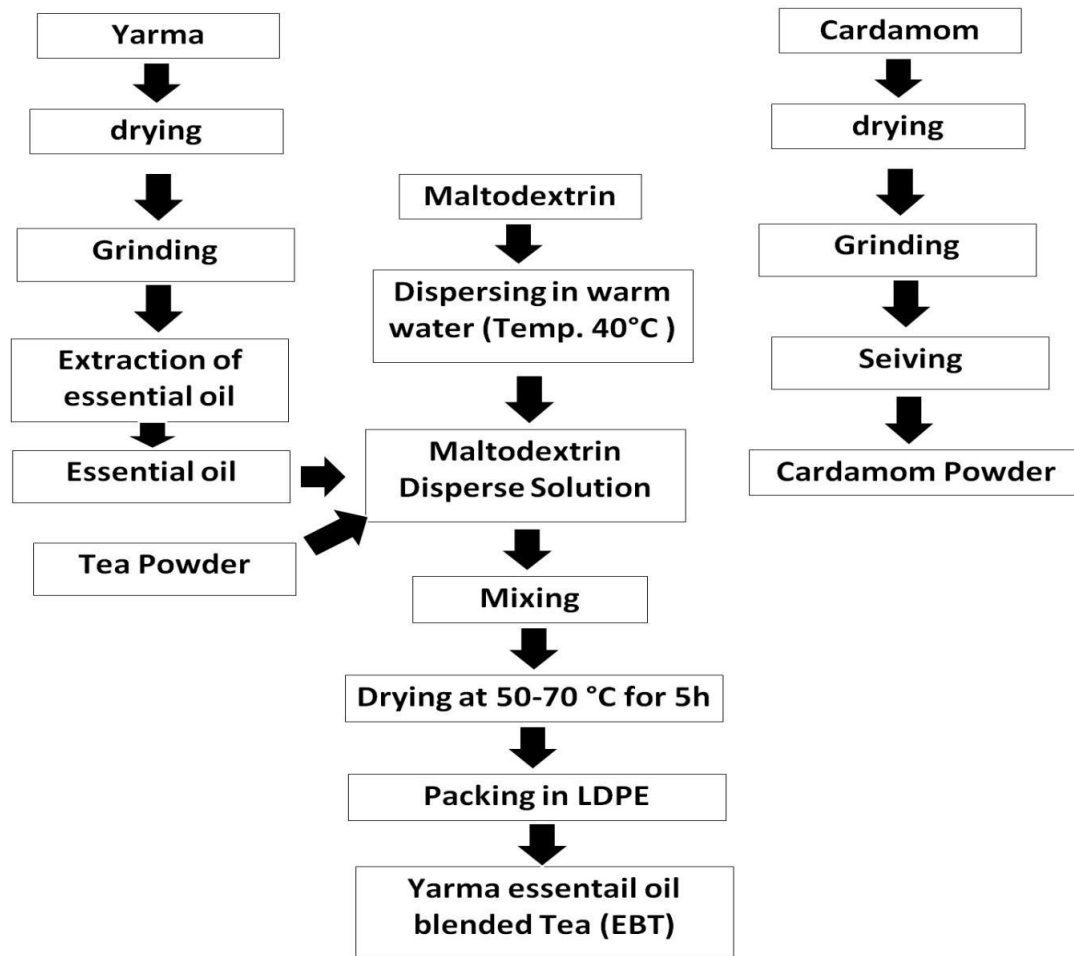 Yarma
drying
Grinding
Extraction of
essential oil
Essential oil
Tea Powder
Maltodextrin
Dispersing in warm
water (Temp. 40°C )
Maltodextrin
Disperse Solution
Mixing
Drying at 50-70 °C for 5h
Packing in LDPE
Yarma essentail oil
blended Tea (EBT)
Cardamom
drying
Grinding
Seiving
Cardamom Powder